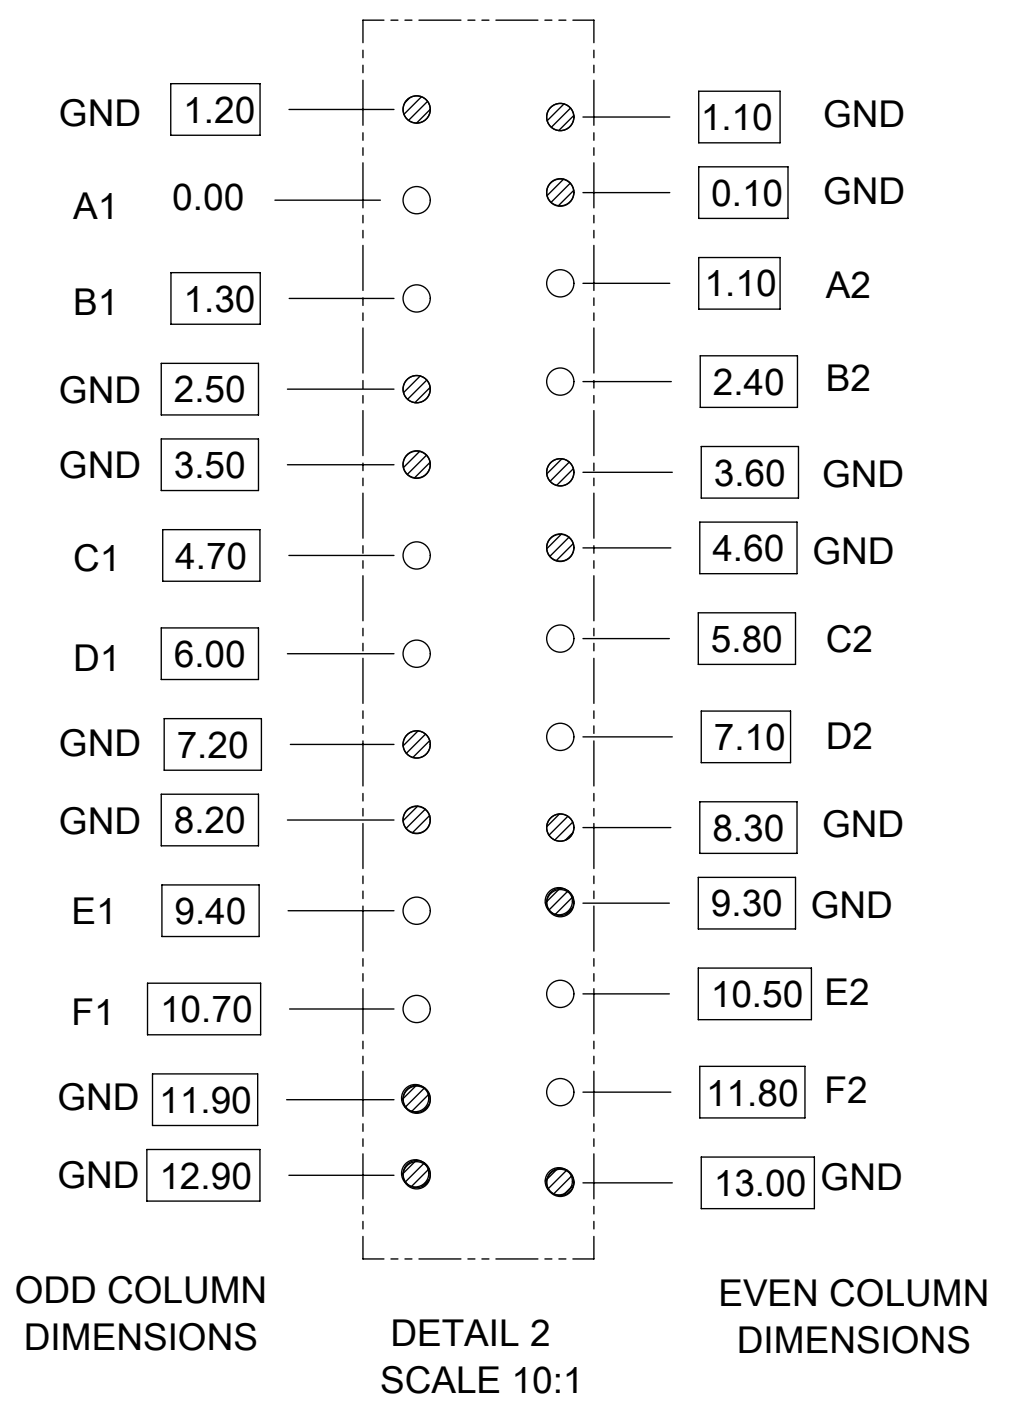 GND 1.20
1.10 GND
A1 0.00
0.10 GND
B1 1.30
1.10 A2
GND 2.50
2.40 B2
GND 3.50
3.60 GND
C1 4.70
4.60 GND
D1 6.00
5.80 C2
GND 7.20
7.10 D2
GND 8.20
8.30 GND
E1 9.40
9.30 GND
F1 10.70
10.50 E2
GND 11.90
11.80 F2
GND 12.90
13.00 GND
ODD COLUMN
DIMENSIONS
DETAIL 2
SCALE 10:1
EVEN COLUMN
DIMENSIONS